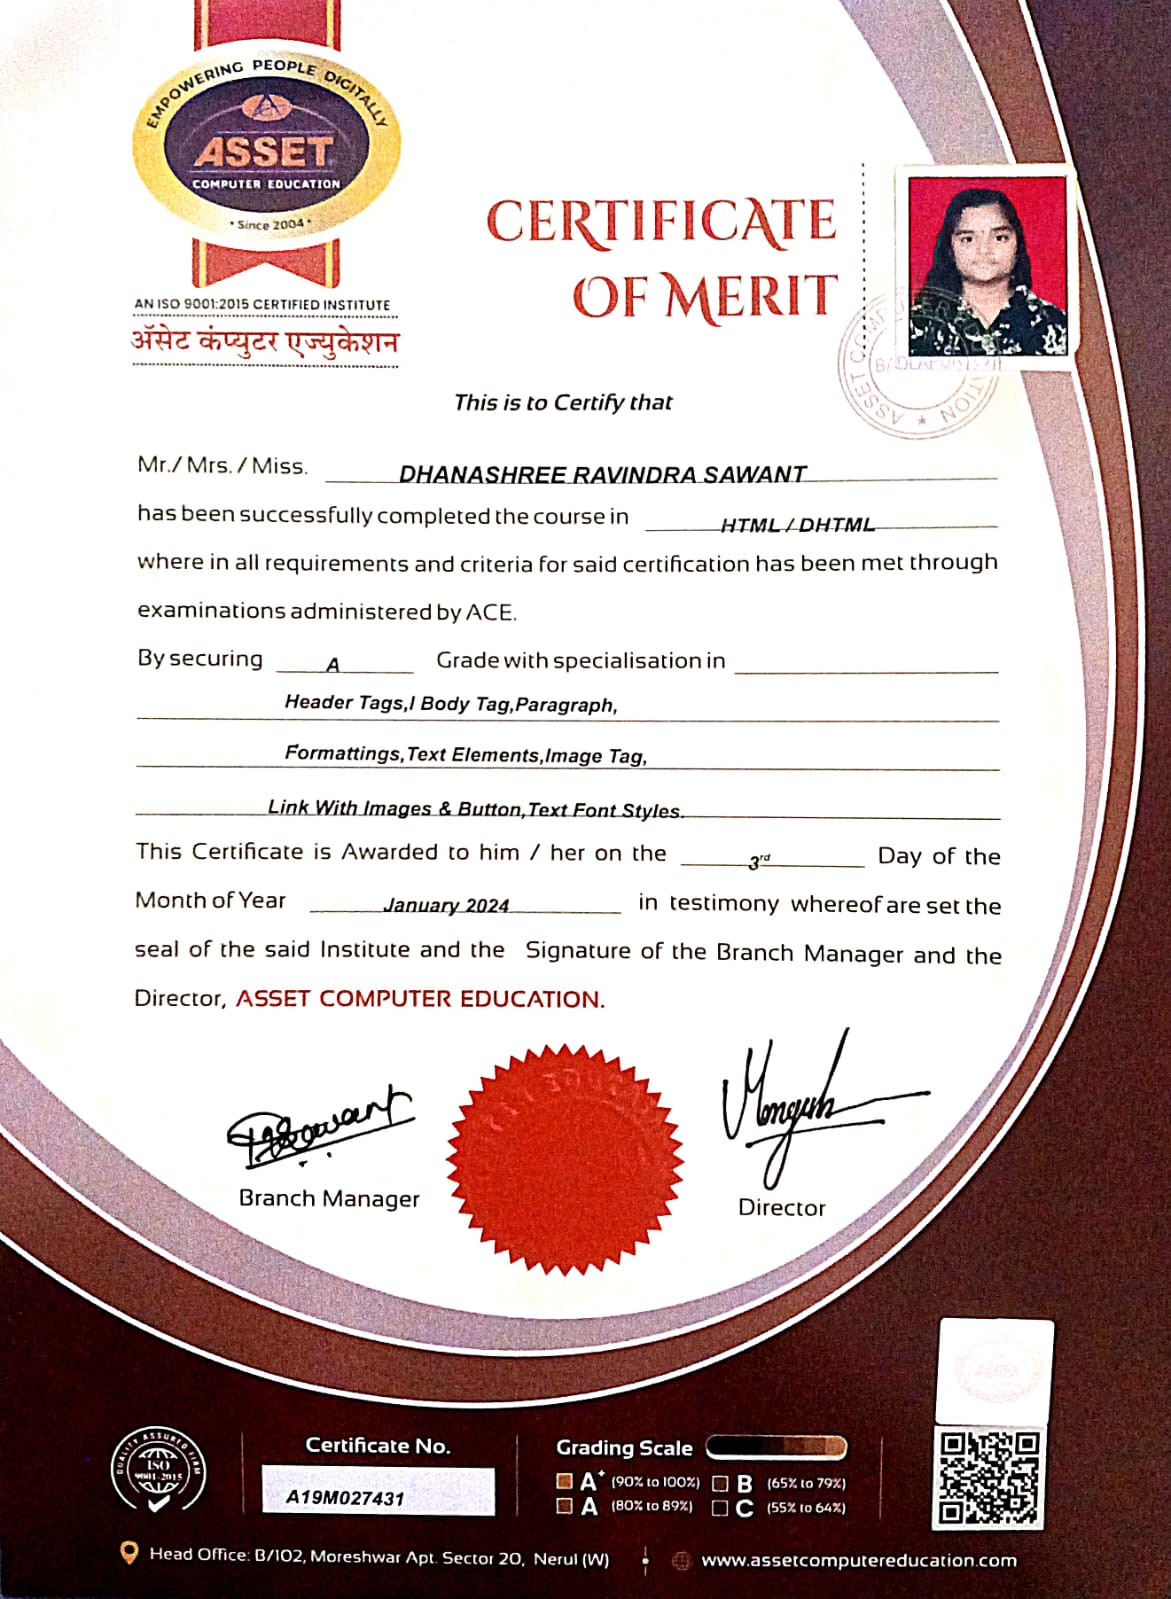 EMPOWERING PEOPLE DIGITALLY
ASSET
COMPUTER EDUCATION
• Since 2004 •
AN ISO 9001:2015 CERTIFIED INSTITUTE
ॲसेट कंप्युटर एज्युकेशन
CERTIFICATE
OF MERIT
This is to Certify that
Mr./ Mrs. / Miss. DHANASHREE RAVINDRA SAWANT
has been successfully completed the course in HTML / DHTML
where in all requirements and criteria for said certification has been met through
examinations administered by ACE.
By securing A Grade with specialisation in
Header Tags,I Body Tag,Paragraph,
Formattings,Text Elements,Image Tag,
Link With Images & Button,Text Font Styles.
This Certificate is Awarded to him / her on the 3rd Day of the
Month of Year January 2024 in testimony whereof are set the
seal of the said Institute and the Signature of the Branch Manager and the
Director, ASSET COMPUTER EDUCATION.
Branch Manager
Director
QUALITY ASSURED FIRM
ISO
9001-2015
Certificate No.
A19M027431
Grading Scale
A+ (90% to 100%) B (65% to 79%)
A (80% to 89%) C (55% to 64%)
Head Office: B/102, Moreshwar Apt. Sector 20, Nerul (W)
www.assetcomputereducation.com